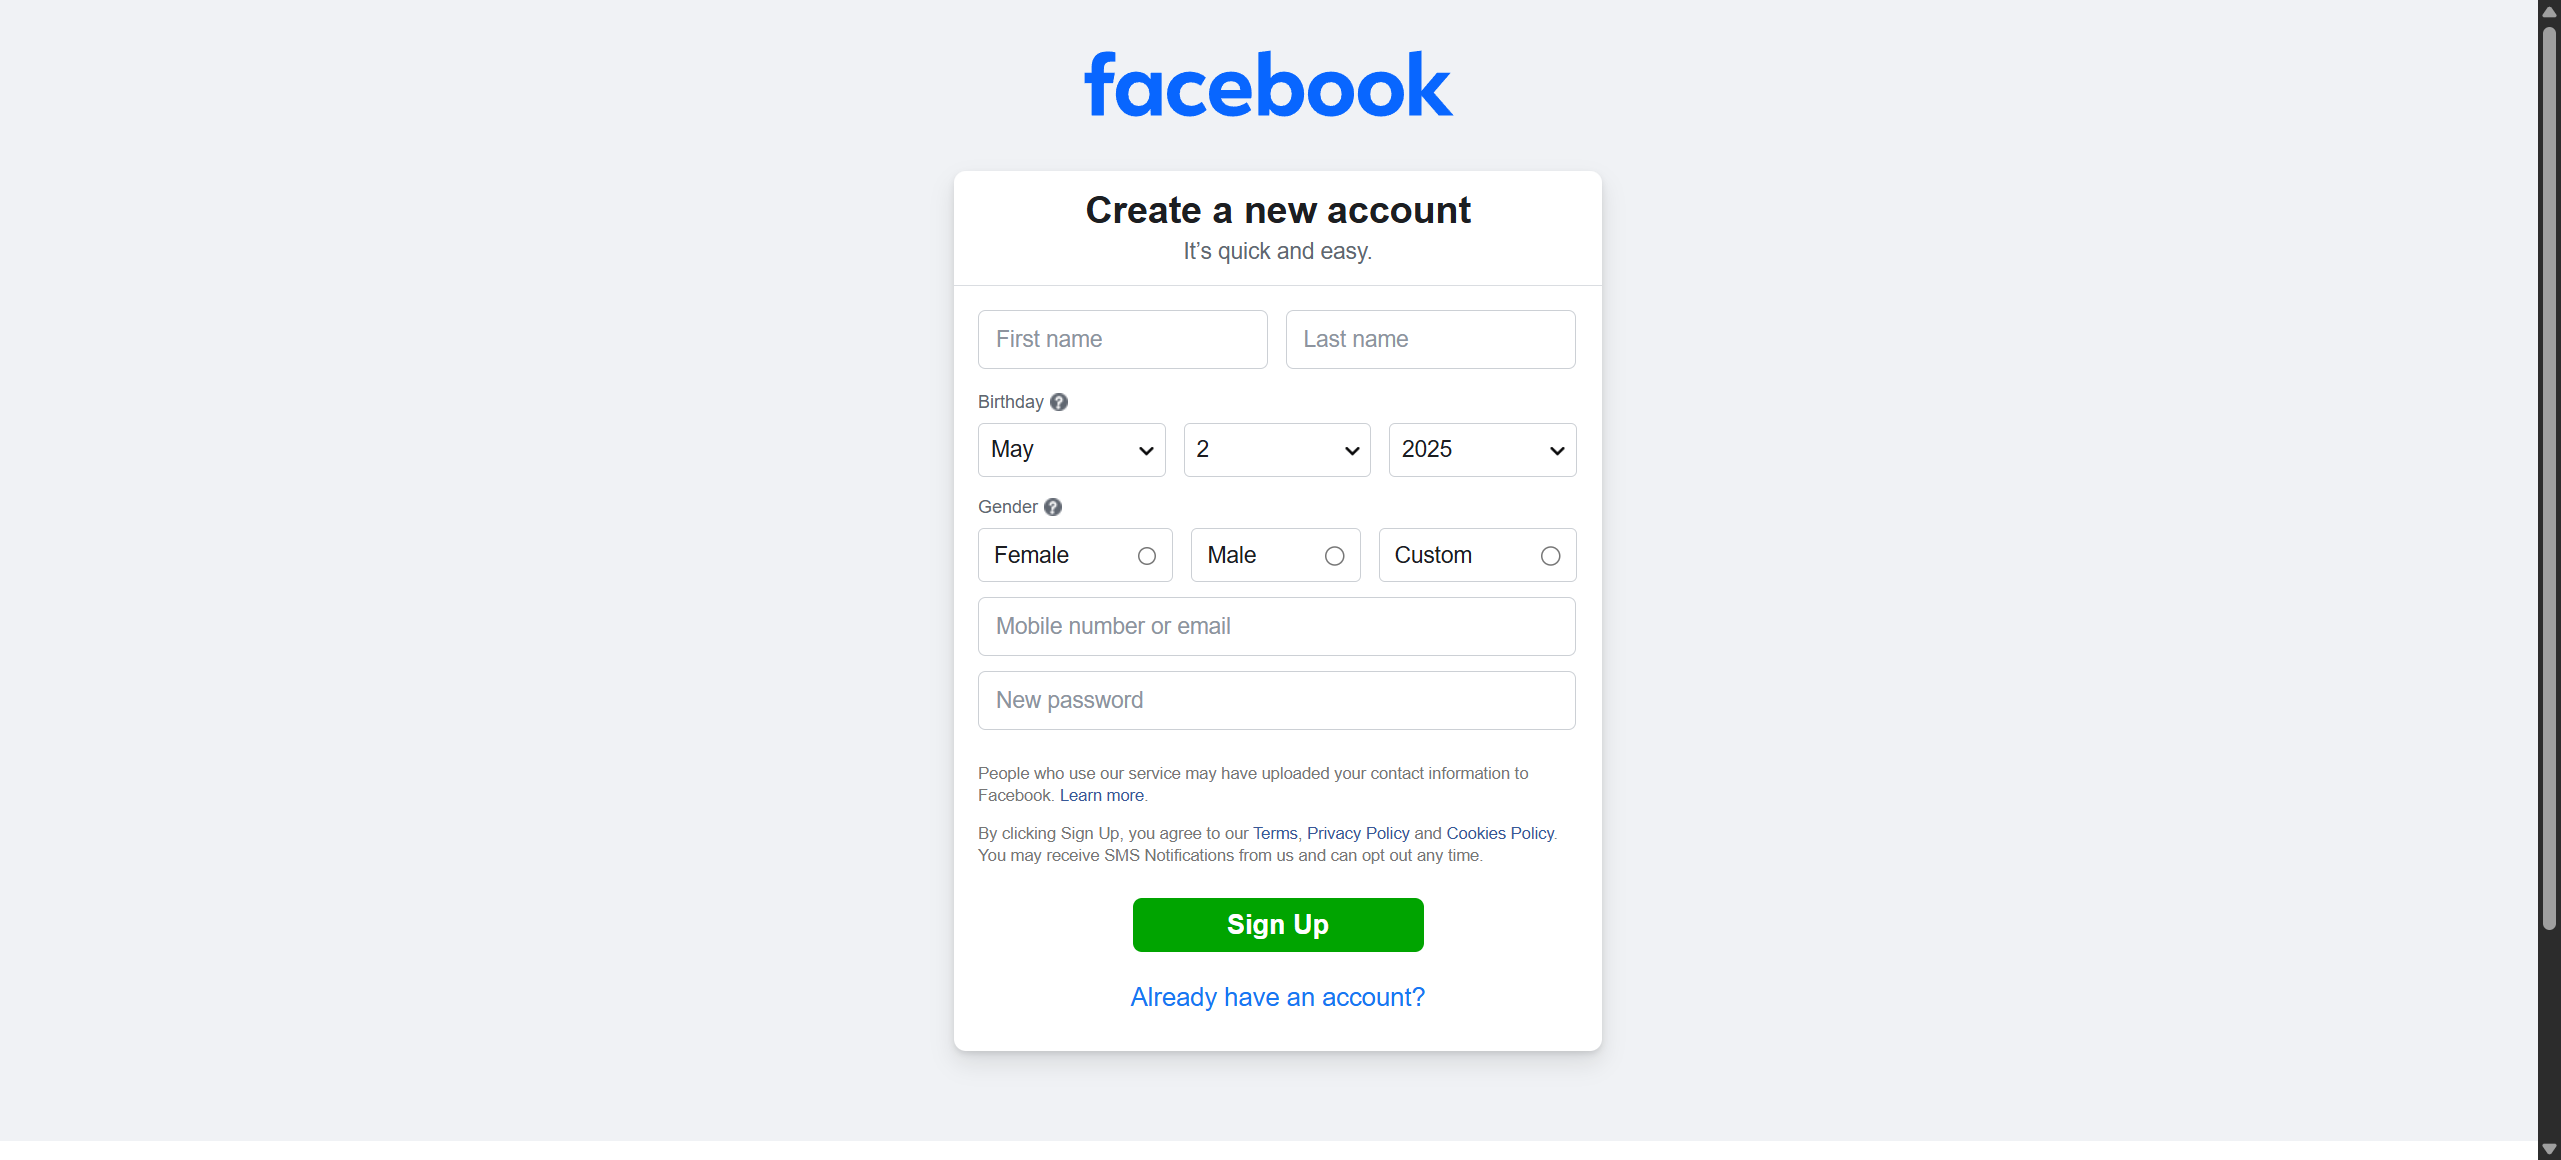 facebook
Create a new account
It's quick and easy.
First name
Last name
Birthday ?
May
2
2025
Gender ?
Female
Male
Custom
Mobile number or email
New password
People who use our service may have uploaded your contact information to
Facebook. Learn more.
By clicking Sign Up, you agree to our Terms, Privacy Policy and Cookies Policy.
You may receive SMS Notifications from us and can opt out any time.
Sign Up
Already have an account?